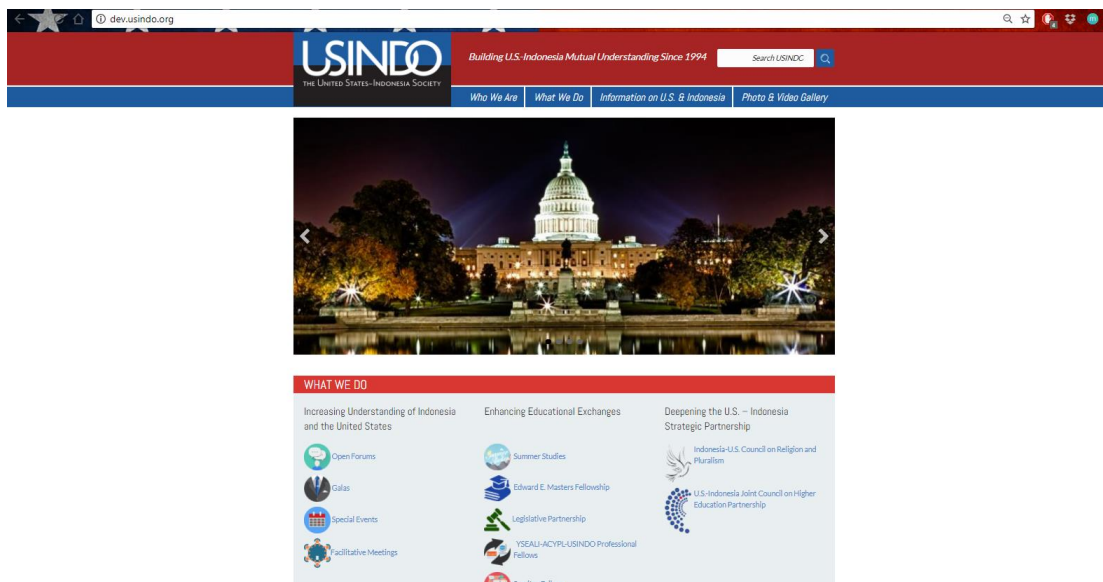 dev.usindo.org
USINDO
THE UNITED STATES–INDONESIA SOCIETY
Building U.S.-Indonesia Mutual Understanding Since 1994
Search USINDO
Who We Are
What We Do
Information on U.S. & Indonesia
Photo & Video Gallery
WHAT WE DO
Increasing Understanding of Indonesia
and the United States
Open Forums
Galas
Special Events
Facilitative Meetings
Enhancing Educational Exchanges
Summer Studies
Edward E. Masters Fellowship
Legislative Partnership
YSEALI-ACYPL-USINDO Professional
Fellows
Deepening the U.S. – Indonesia
Strategic Partnership
Indonesia-U.S. Council on Religion and
Pluralism
U.S.-Indonesia Joint Council on Higher
Education Partnership